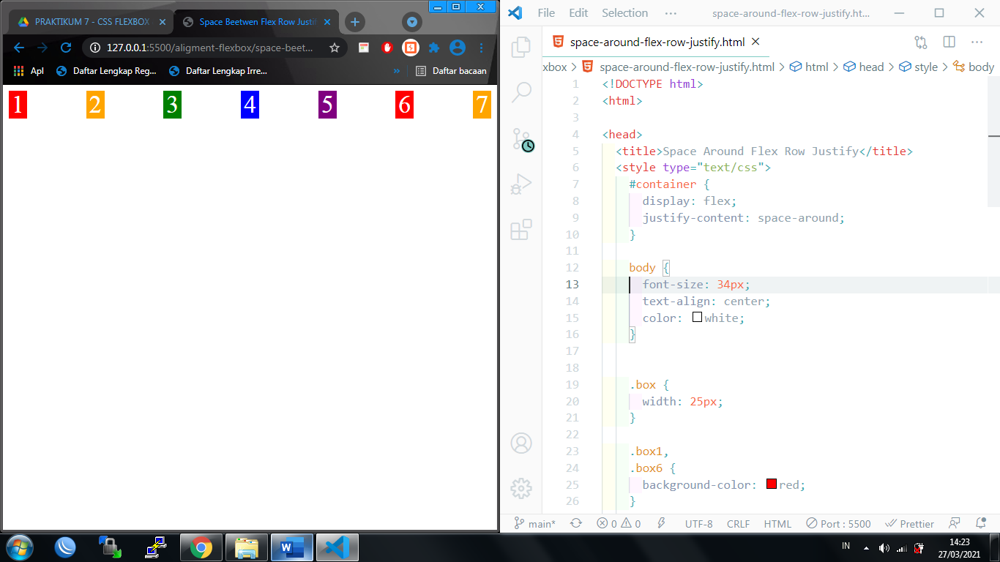 PRAKTIKUM 7 - CSS FLEXBOX
Space Beetwen Flex Row Justi
127.0.0.1:5500/aligment-flexbox/space-beet...
Apl
Daftar Lengkap Reg...
Daftar Lengkap Irre...
»
Daftar bacaan
1 2 3 4 5 6 7
File Edit Selection ··· space-around-flex-row-justify.ht...
space-around-flex-row-justify.html
xbox > space-around-flex-row-justify.html > html > head > style > body
1 <!DOCTYPE html>
2 <html>
3
4 <head>
5 <title>Space Around Flex Row Justify</title>
6 <style type="text/css">
7 #container {
8 display: flex;
9 justify-content: space-around;
10 }
11
12 body {
13 font-size: 34px;
14 text-align: center;
15 color: white;
16 }
17
18
19 .box {
20 width: 25px;
21 }
22
23 .box1,
24 .box6 {
25 background-color: red;
26 }
main* 0 0 UTF-8 CRLF HTML Port : 5500 Prettier
IN
14:23
27/03/2021